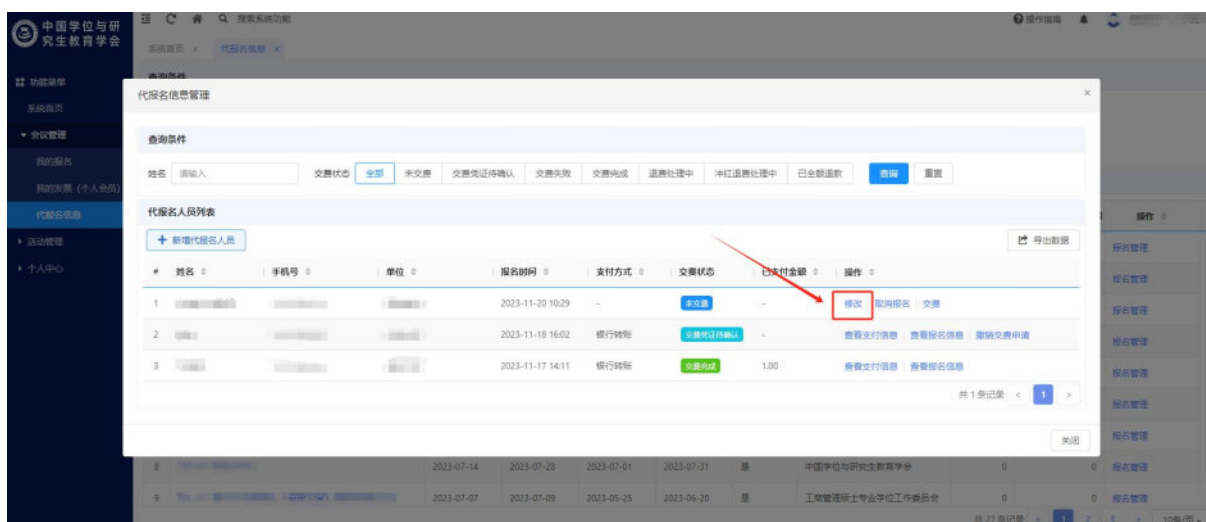 中国学位与研
究生教育学会
搜索系统功能
操作指南
系统首页 ×
代报名信息 ×
功能菜单
系统首页
会议管理
我的报名
我的发票 (个人会员)
代报名信息
活动管理
个人中心
查询条件
代报名信息管理 ×
查询条件
姓名 请输入 交费状态 全部 未交费 交费凭证待确认 交费失败 交费完成 退费处理中 冲红退费处理中 已全额退款 查询 重置
代报名人员列表
+ 新增代报名人员 导出数据
# 姓名 手机号 单位 报名时间 支付方式 交费状态 已支付金额 操作
1 2023-11-20 10:29 - 未交费 - 修改 取消报名 交费
2 2023-11-18 16:02 银行转账 交费凭证待确认 - 查看支付信息 查看报名信息 撤销交费申请
3 2023-11-17 14:11 银行转账 交费完成 1.00 查看支付信息 查看报名信息
共 1 条记录 < 1 >
关闭
操作
报名管理
报名管理
报名管理
报名管理
报名管理
报名管理
报名管理
8 2023-07-14 2023-07-28 2023-07-01 2023-07-31 是 中国学位与研究生教育学会 0 0 报名管理
9 2023-07-07 2023-07-09 2023-05-25 2023-06-20 是 工商管理硕士专业学位工作委员会 0 0 报名管理
共 27 条记录 < 1 2 3 > 10条/页